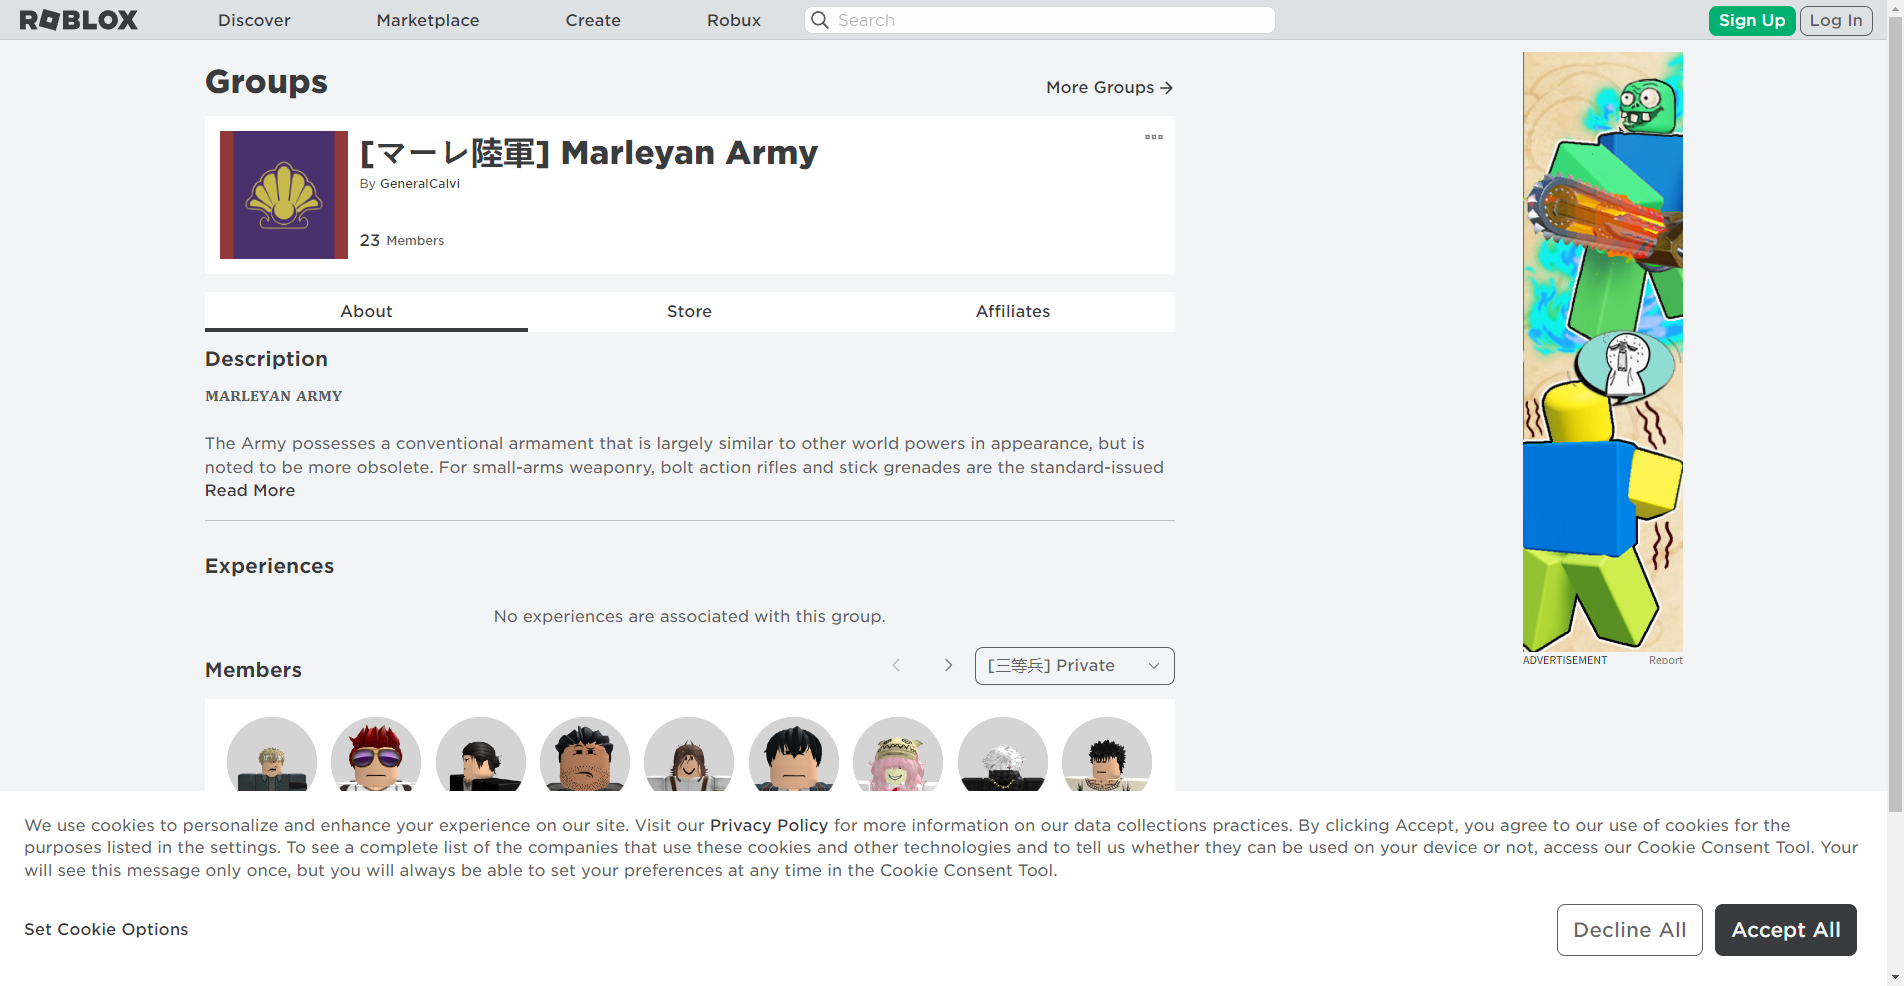 ROBLOX
Discover
Marketplace
Create
Robux
Search
Sign Up
Log In
Groups
More Groups
[マーレ陸軍] Marleyan Army
By GeneralCalvi
23 Members
About
Store
Affiliates
Description
MARLEYAN ARMY
The Army possesses a conventional armament that is largely similar to other world powers in appearance, but is
noted to be more obsolete. For small-arms weaponry, bolt action rifles and stick grenades are the standard-issued
Read More
Experiences
No experiences are associated with this group.
Members
[三等兵] Private
ADVERTISEMENT
Report
We use cookies to personalize and enhance your experience on our site. Visit our Privacy Policy for more information on our data collections practices. By clicking Accept, you agree to our use of cookies for the
purposes listed in the settings. To see a complete list of the companies that use these cookies and other technologies and to tell us whether they can be used on your device or not, access our Cookie Consent Tool. Your
will see this message only once, but you will always be able to set your preferences at any time in the Cookie Consent Tool.
Set Cookie Options
Decline All
Accept All